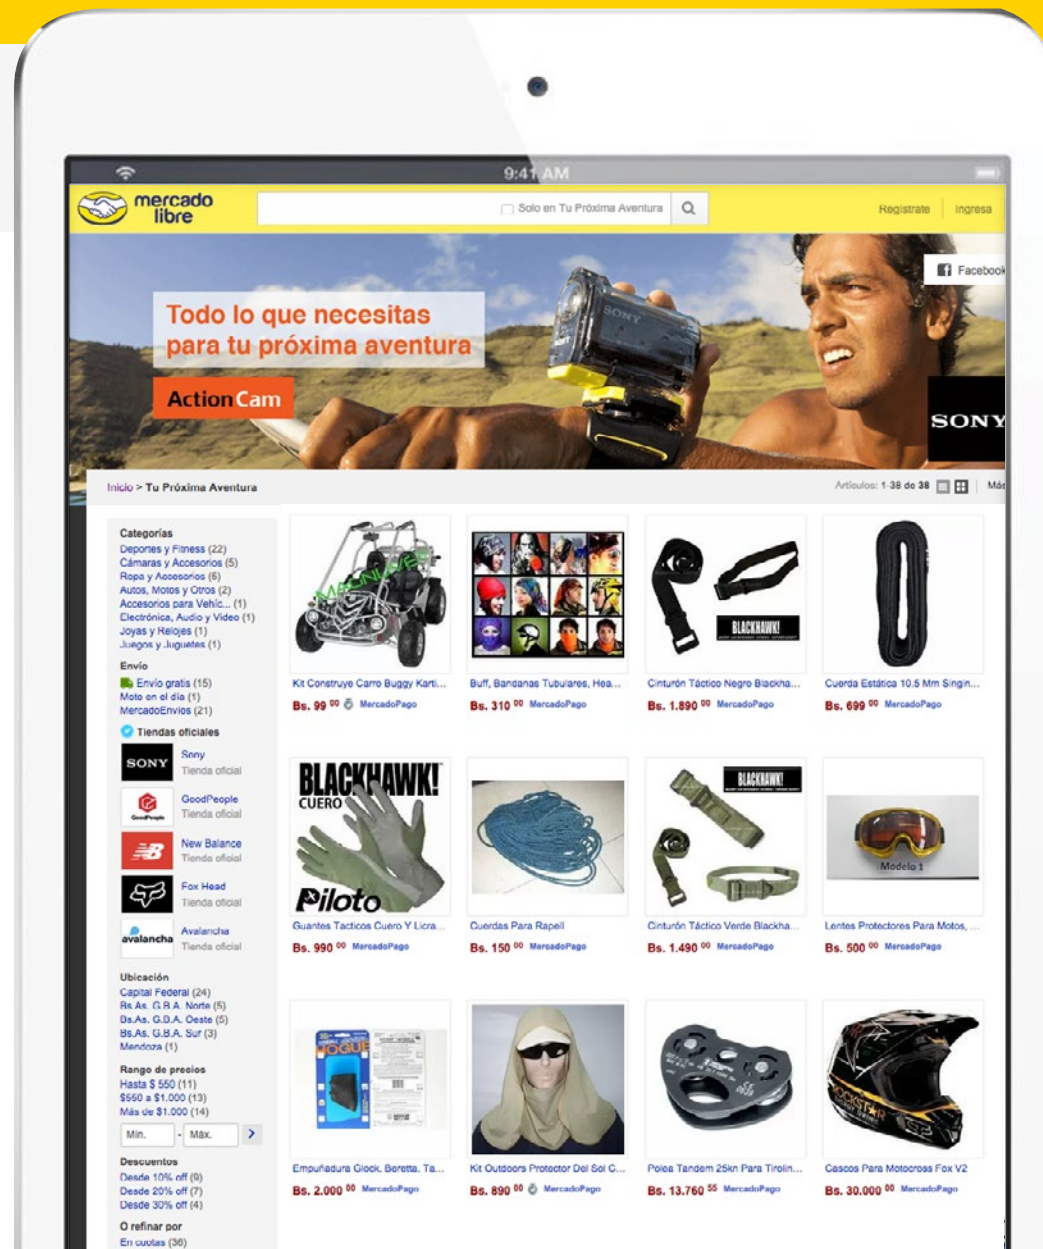 9:41 AM
mercado
libre
Solo en Tu Próxima Aventura
Regístrate
Ingresa
Facebook
Todo lo que necesitas
para tu próxima aventura
ActionCam
SONY
SONY
Inicio > Tu Próxima Aventura
Artículos: 1-38 de 38
Más
Categorías
Deportes y Fitness (22)
Cámaras y Accesorios (5)
Ropa y Accesorios (5)
Autos, Motos y Otros (2)
Accesorios para Vehíc... (1)
Electrónica, Audio y Video (1)
Joyas y Relojes (1)
Juegos y Juguetes (1)
Envío
Envío gratis (15)
Moto en el día (1)
MercadoEnvíos (21)
Tiendas oficiales
SONY
Sony
Tienda oficial
GoodPeople
GoodPeople
Tienda oficial
NB
New Balance
Tienda oficial
Fox Head
Tienda oficial
avalancha
Avalancha
Tienda oficial
Ubicación
Capital Federal (24)
Bs.As. G.B.A. Norte (5)
Bs.As. G.B.A. Oeste (5)
Bs.As. G.B.A. Sur (3)
Mendoza (1)
Rango de precios
Hasta $ 550 (11)
$550 a $1.000 (13)
Más de $1.000 (14)
Mín. - Máx.
Descuentos
Desde 10% off (9)
Desde 20% off (7)
Desde 30% off (4)
O refinar por
En cuotas (36)
MAGNUM
Kit Construye Carro Buggy Karti...
Bs. 99 00 MercadoPago
Buff, Bandanas Tubulares, Hea...
Bs. 310 00 MercadoPago
BLACKHAWK!
Cinturón Táctico Negro Blackha...
Bs. 1.890 00 MercadoPago
Cuerda Estática 10.5 Mm Singin...
Bs. 699 00 MercadoPago
BLACKHAWK!
CUERO
Piloto
Guantes Tacticos Cuero Y Licra...
Bs. 990 00 MercadoPago
Cuerdas Para Rapell
Bs. 150 00 MercadoPago
BLACKHAWK!
Cinturón Táctico Verde Blackha...
Bs. 1.490 00 MercadoPago
Modelo 1
Lentes Protectores Para Motos, ...
Bs. 500 00 MercadoPago
HOGUE
Empuñadura Glock, Beretta, Ta...
Bs. 2.000 00 MercadoPago
Kit Outdoors Protector Del Sol C...
Bs. 890 00 MercadoPago
Polea Tandem 25kn Para Tirolin...
Bs. 13.760 55 MercadoPago
ROCKSTAR
FOX
Cascos Para Motocross Fox V2
Bs. 30.000 00 MercadoPago